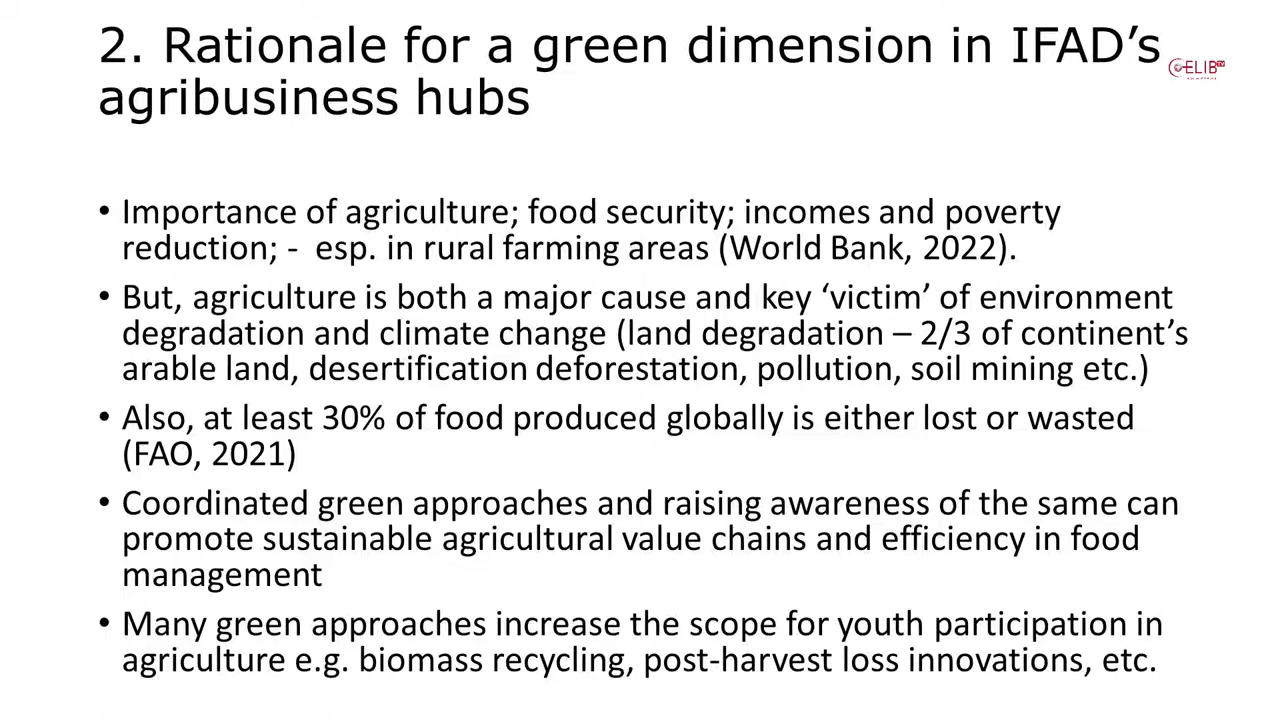 2. Rationale for a green dimension in IFAD’s
agribusiness hubs
CELIB TV
• Importance of agriculture; food security; incomes and poverty
reduction; - esp. in rural farming areas (World Bank, 2022).
• But, agriculture is both a major cause and key ‘victim’ of environment
degradation and climate change (land degradation – 2/3 of continent’s
arable land, desertification deforestation, pollution, soil mining etc.)
• Also, at least 30% of food produced globally is either lost or wasted
(FAO, 2021)
• Coordinated green approaches and raising awareness of the same can
promote sustainable agricultural value chains and efficiency in food
management
• Many green approaches increase the scope for youth participation in
agriculture e.g. biomass recycling, post-harvest loss innovations, etc.